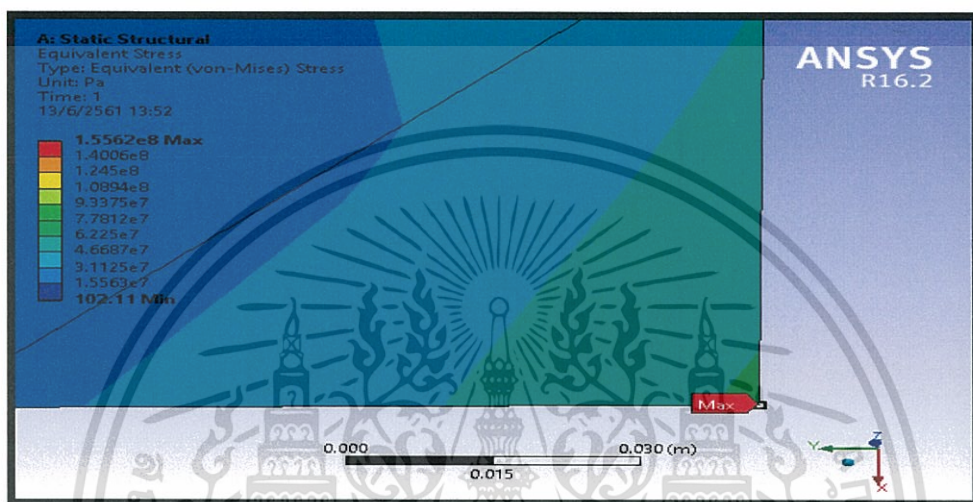 A: Static Structural
Equivalent Stress
Type: Equivalent (von-Mises) Stress
Unit: Pa
Time: 1
13/6/2561 13:52
1.5562e8 Max
1.4006e8
1.245e8
1.0894e8
9.3375e7
7.7812e7
6.225e7
4.6687e7
3.1125e7
1.5563e7
102.11 Min
ANSYS
R16.2
Max
0.000
0.030 (m)
0.015
Y
Z
X